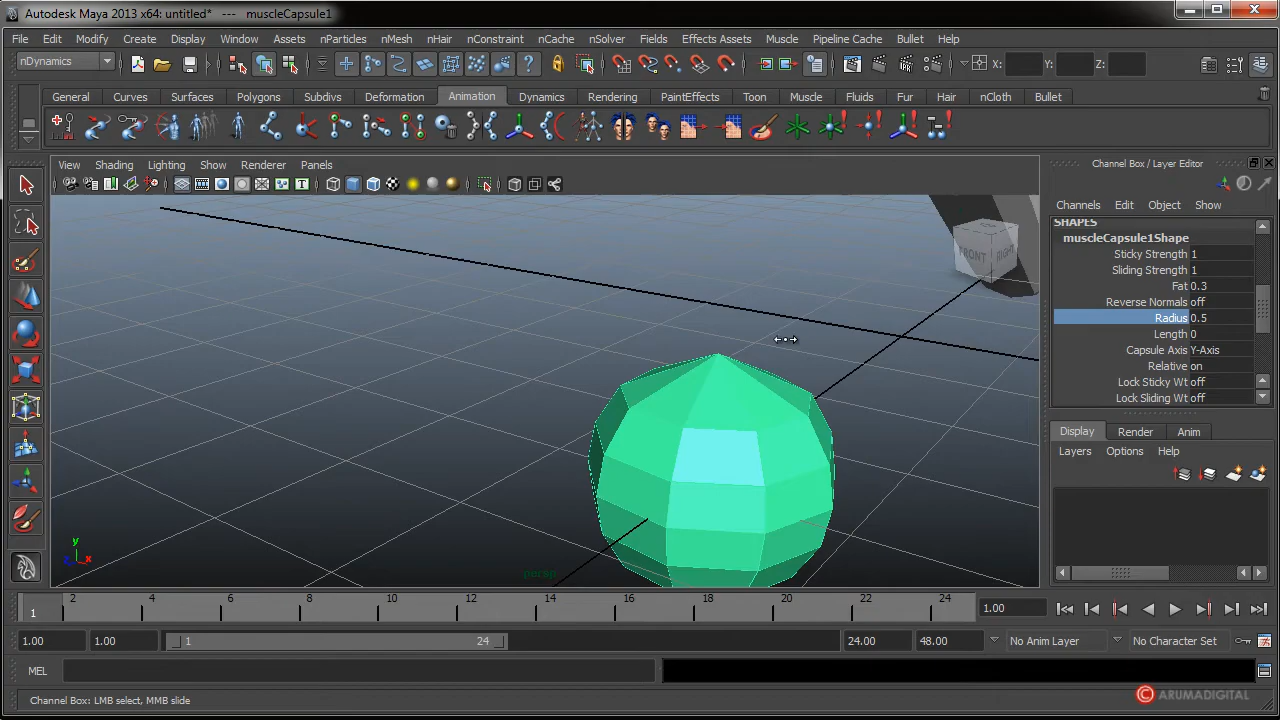 Autodesk Maya 2013 x64: untitled* --- muscleCapsule1
File Edit Modify Create Display Window Assets nParticles nMesh nHair nConstraint nCache nSolver Fields Effects Assets Muscle Pipeline Cache Bullet Help
nDynamics X: Y: Z:
General Curves Surfaces Polygons Subdivs Deformation Animation Dynamics Rendering PaintEffects Toon Muscle Fluids Fur Hair nCloth Bullet
View Shading Lighting Show Renderer Panels
FRONT RIGHT
y
x
persp
Channel Box / Layer Editor
Channels Edit Object Show
SHAPES
muscleCapsule1Shape
Sticky Strength 1
Sliding Strength 1
Fat 0.3
Reverse Normals off
Radius 0.5
Length 0
Capsule Axis Y-Axis
Relative on
Lock Sticky Wt off
Lock Sliding Wt off
Display Render Anim
Layers Options Help
1 2 4 6 8 10 12 14 16 18 20 22 24 1.00
1.00 1.00 1 24 24.00 48.00 No Anim Layer No Character Set
MEL
Channel Box: LMB select, MMB slide
© ARUMADIGITAL